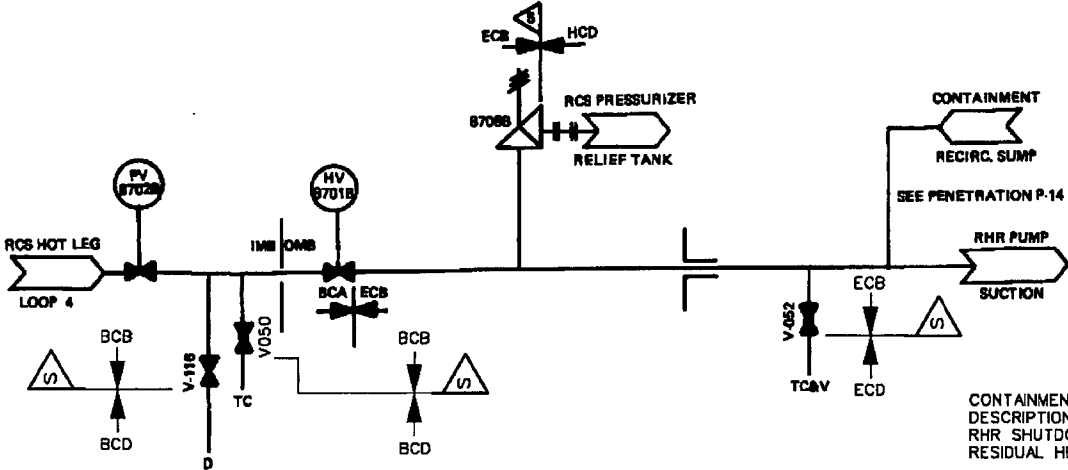 S
ECB HCD
RCS PRESSURIZER
8708B
RELIEF TANK
CONTAINMENT
RECIRC. SUMP
SEE PENETRATION P-14
PV
8702B
HV
8701B
RCS HOT LEG
LOOP 4
IMB OMB
RHR PUMP
SUCTION
BCA ECB
V-118
V050
TC
D
BCB
S
BCD
BCB
S
BCD
V-052
TC&V
ECB
S
ECD
CONTAINMEN
DESCRIPTION
RHR SHUTDO
RESIDUAL HE